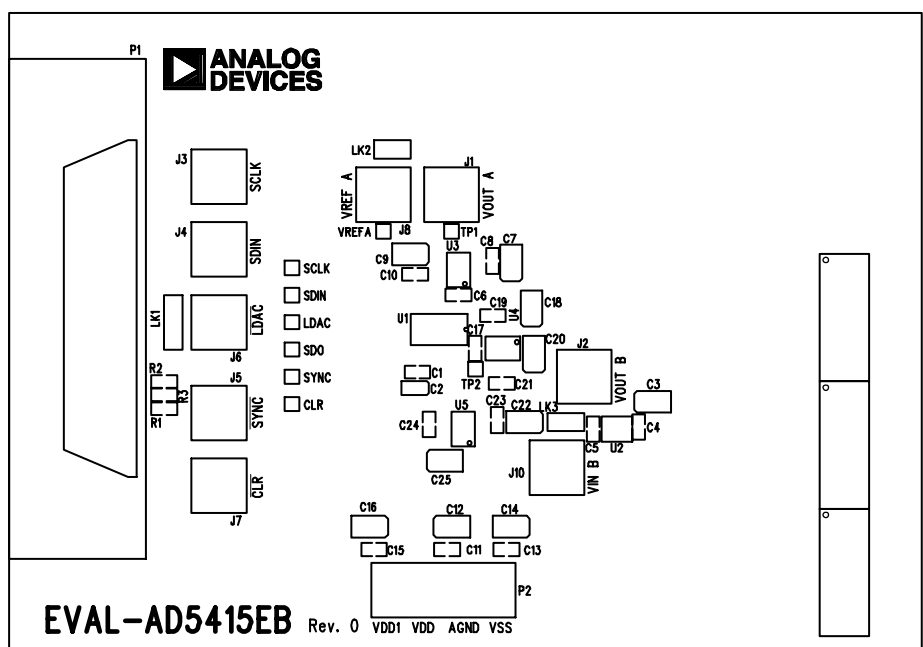 P1
ANALOG
DEVICES
LK2
J3
SCLK
VREF A
J8
J1
VOUT A
J4
SDIN
VREFA
TP1
U3
C8
C7
C9
C10
SCLK
SDIN
LDAC
SDO
SYNC
CLR
C6
C19
U4
C18
LK1
LDAC
J6
U1
C17
C20
J2
VOUT B
R2
R3
R1
J5
SYNC
C1
C2
TP2
C21
C3
C24
U5
C23
C22
LK3
C5
U2
C4
C25
J10
VIN B
CLR
J7
C16
C12
C14
C15
C11
C13
P2
EVAL-AD5415EB Rev. 0 VDD1 VDD AGND VSS